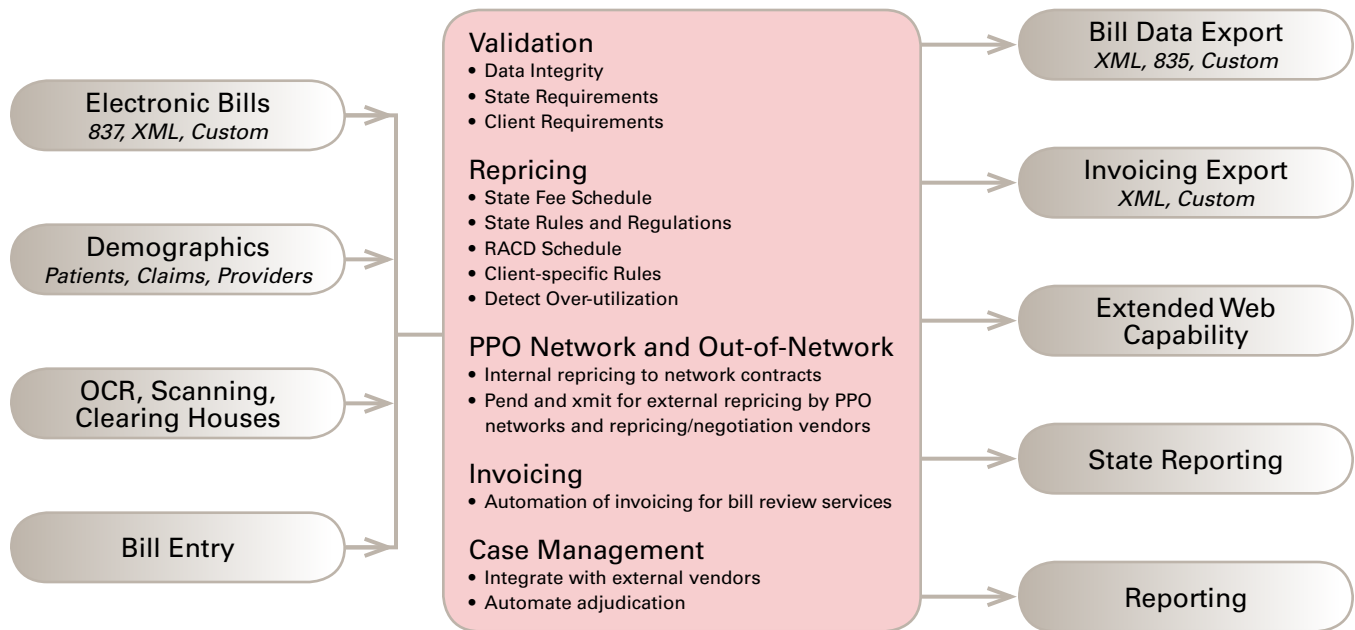 Electronic Bills
837, XML, Custom
Demographics
Patients, Claims, Providers
OCR, Scanning,
Clearing Houses
Bill Entry
Validation
• Data Integrity
• State Requirements
• Client Requirements
Repricing
• State Fee Schedule
• State Rules and Regulations
• RACD Schedule
• Client-specific Rules
• Detect Over-utilization
PPO Network and Out-of-Network
• Internal repricing to network contracts
• Pend and xmit for external repricing by PPO
networks and repricing/negotiation vendors
Invoicing
• Automation of invoicing for bill review services
Case Management
• Integrate with external vendors
• Automate adjudication
Bill Data Export
XML, 835, Custom
Invoicing Export
XML, Custom
Extended Web
Capability
State Reporting
Reporting